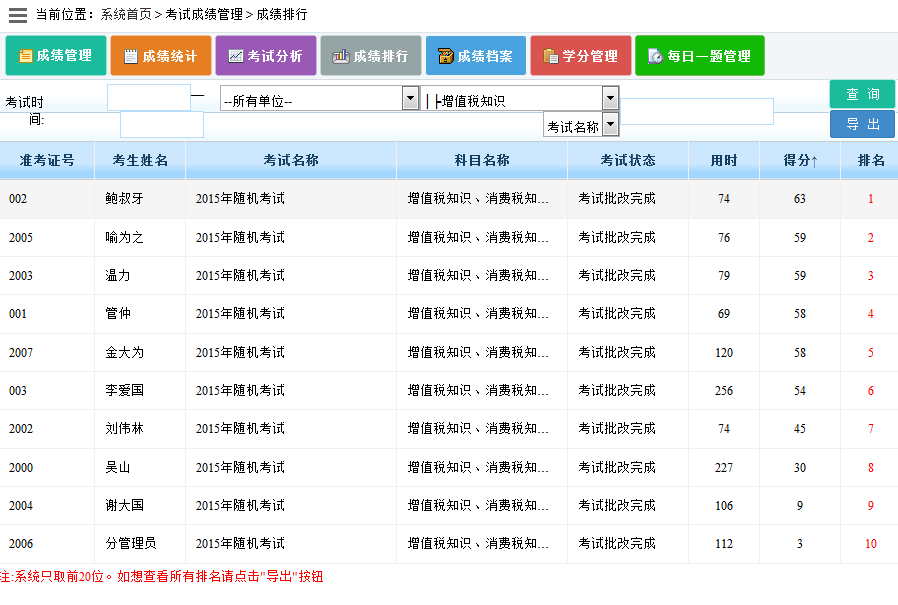 当前位置：系统首页 > 考试成绩管理 > 成绩排行
成绩管理 成绩统计 考试分析 成绩排行 成绩档案 学分管理 每日一题管理
考试时间: — --所有单位-- | ├增值税知识 查 询
考试名称 导 出
准考证号 考生姓名 考试名称 科目名称 考试状态 用时 得分↑ 排名
002 鲍叔牙 2015年随机考试 增值税知识、消费税知... 考试批改完成 74 63 1
2005 喻为之 2015年随机考试 增值税知识、消费税知... 考试批改完成 76 59 2
2003 温力 2015年随机考试 增值税知识、消费税知... 考试批改完成 79 59 3
001 管仲 2015年随机考试 增值税知识、消费税知... 考试批改完成 69 58 4
2007 金大为 2015年随机考试 增值税知识、消费税知... 考试批改完成 120 58 5
003 李爱国 2015年随机考试 增值税知识、消费税知... 考试批改完成 256 54 6
2002 刘伟林 2015年随机考试 增值税知识、消费税知... 考试批改完成 74 45 7
2000 吴山 2015年随机考试 增值税知识、消费税知... 考试批改完成 227 30 8
2004 谢大国 2015年随机考试 增值税知识、消费税知... 考试批改完成 106 9 9
2006 分管理员 2015年随机考试 增值税知识、消费税知... 考试批改完成 112 3 10
注:系统只取前20位。如想查看所有排名请点击"导出"按钮